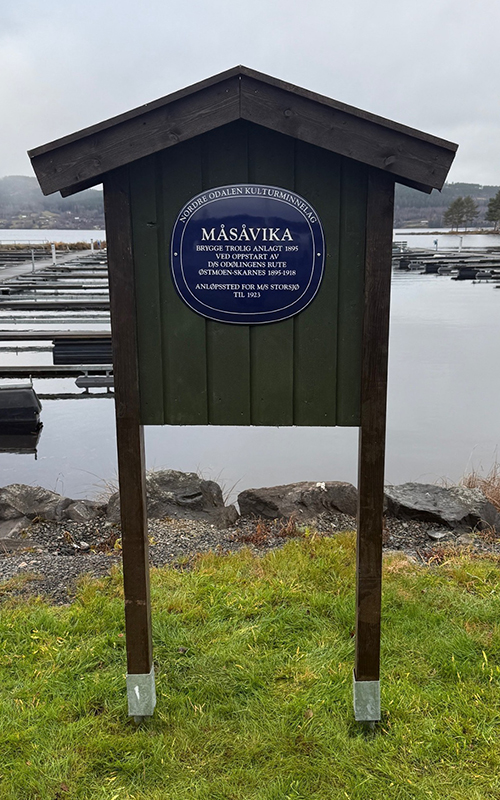 NORDRE ODALEN KULTURMINNELAG
MÅSÅVIKA
BRYGGE TROLIG ANLAGT 1895
VED OPPSTART AV
D/S ODØLINGENS RUTE
ØSTMOEN-SKARNES 1895-1918
ANLØPSSTED FOR M/S STORSJØ
TIL 1923